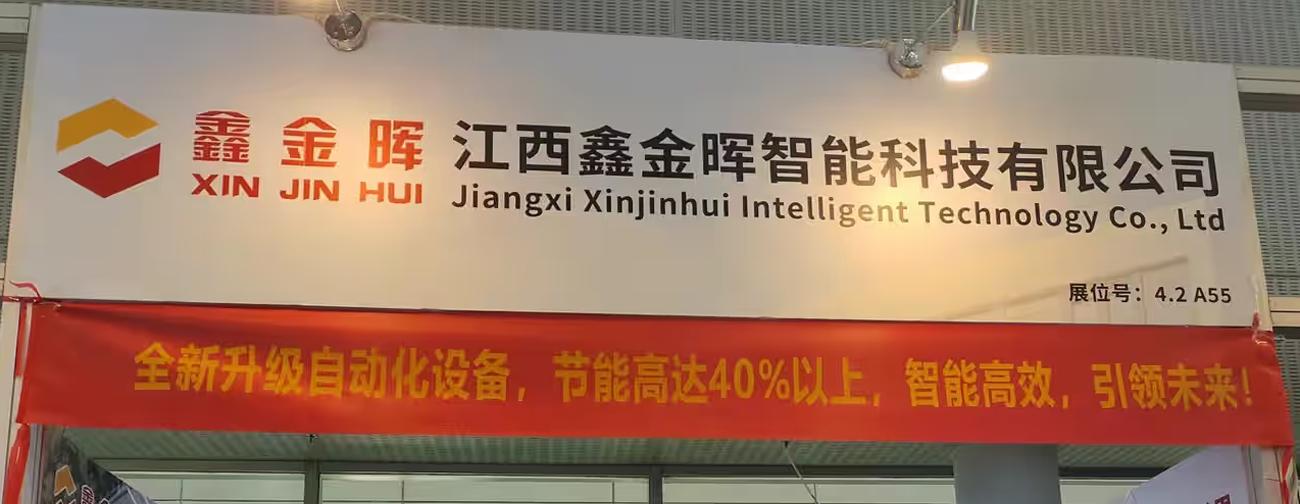 鑫金晖
XIN JIN HUI
江西鑫金晖智能科技有限公司
Jiangxi Xinjinhui Intelligent Technology Co., Ltd
展位号：4.2 A55
全新升级自动化设备，节能高达40%以上，智能高效，引领未来！